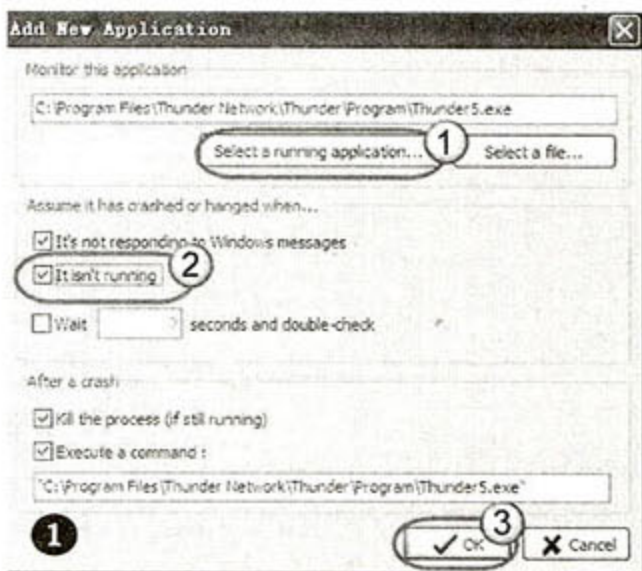 Add New Application
Monitor this application
C:\Program Files\Thunder Network\Thunder\Program\Thunder5.exe
Select a running application... 1 Select a file...
Assume it has crashed or hanged when...
It's not responding to Windows messages
It isn't running 2
Wait seconds and double-check
After a crash
Kill the process (if still running)
Execute a command :
"C:\Program Files\Thunder Network\Thunder\Program\Thunder5.exe"
1 OK 3 Cancel